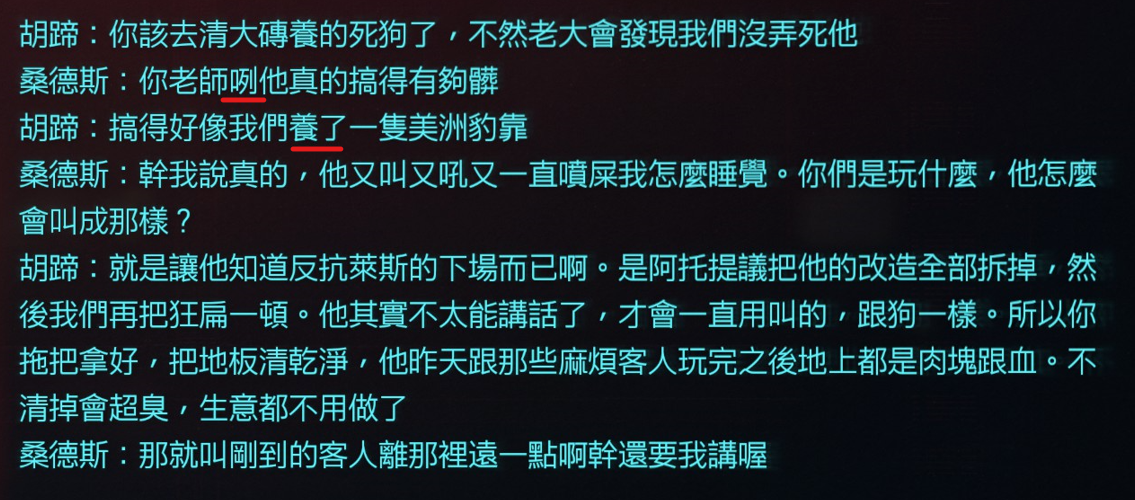 胡蹄：你該去清大磚養的死狗了，不然老大會發現我們沒弄死他
桑德斯：你老師咧他真的搞得有夠髒
胡蹄：搞得好像我們養了一隻美洲豹靠
桑德斯：幹我說真的，他又叫又吼又一直噴屎我怎麼睡覺。你們是玩什麼，他怎麼
會叫成那樣？
胡蹄：就是讓他知道反抗萊斯的下場而已啊。是阿托提議把他的改造全部拆掉，然
後我們再把狂扁一頓。他其實不太能講話了，才會一直用叫的，跟狗一樣。所以你
拖把拿好，把地板清乾淨，他昨天跟那些麻煩客人玩完之後地上都是肉塊跟血。不
清掉會超臭，生意都不用做了
桑德斯：那就叫剛到的客人離那裡遠一點啊幹還要我講喔